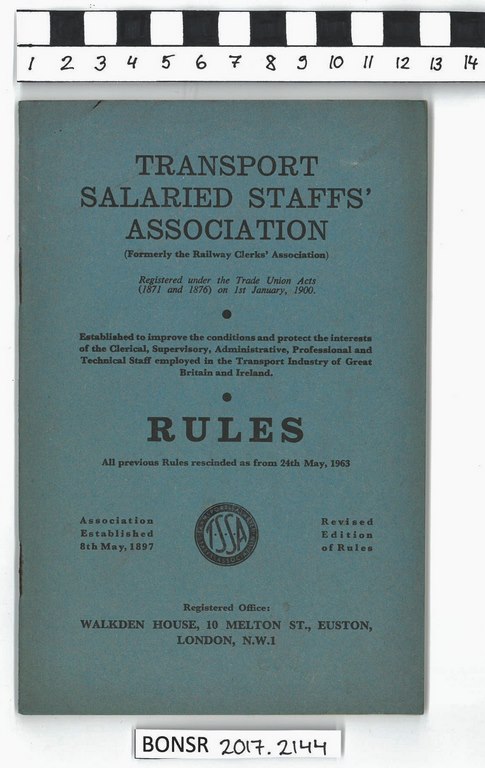 1 2 3 4 5 6 7 8 9 10 11 12 13 14
TRANSPORT
SALARIED STAFFS'
ASSOCIATION
(Formerly the Railway Clerks' Association)
Registered under the Trade Union Acts
(1871 and 1876) on 1st January, 1900.
Established to improve the conditions and protect the interests
of the Clerical, Supervisory, Administrative, Professional and
Technical Staff employed in the Transport Industry of Great
Britain and Ireland.
RULES
All previous Rules rescinded as from 24th May, 1963
Association
Established
8th May, 1897
TSSA
Revised
Edition
of Rules
Registered Office:
WALKDEN HOUSE, 10 MELTON ST., EUSTON,
LONDON, N.W.1
BONSR 2017.2144